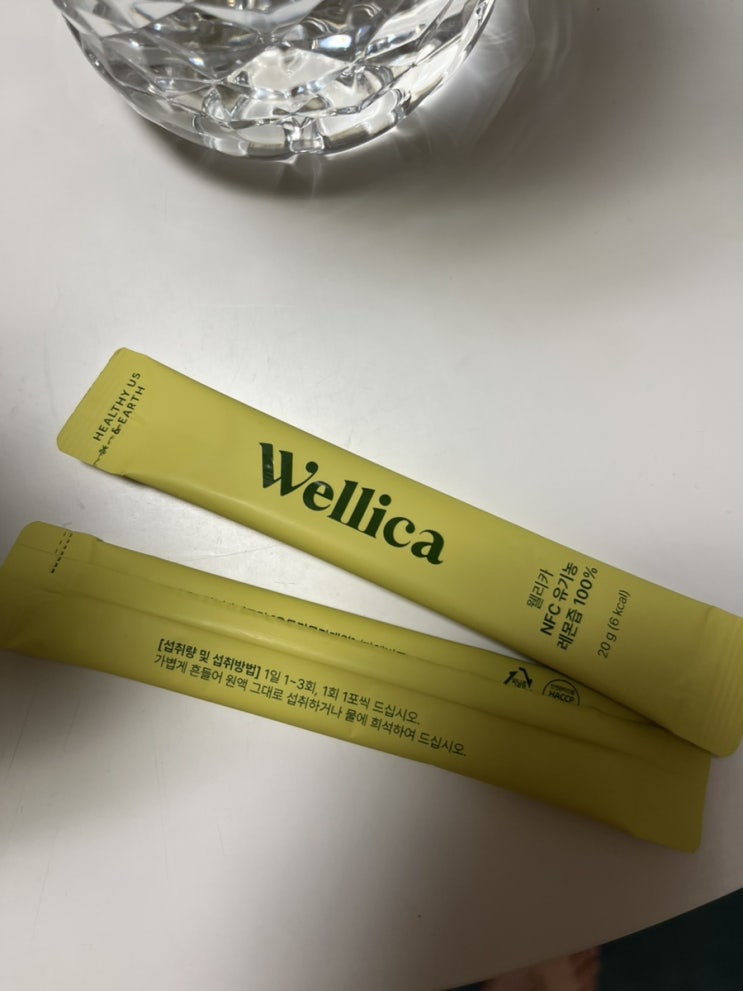 HEALTHY US
& EARTH
Wellica
웰리카
NFC 유기농
레몬즙 100%
20 g (6 kcal)
[섭취량 및 섭취방법] 1일 1~3회, 1회 1포씩 드십시오.
가볍게 흔들어 원액 그대로 섭취하거나 물에 희석하여 드십시오.
HACCP